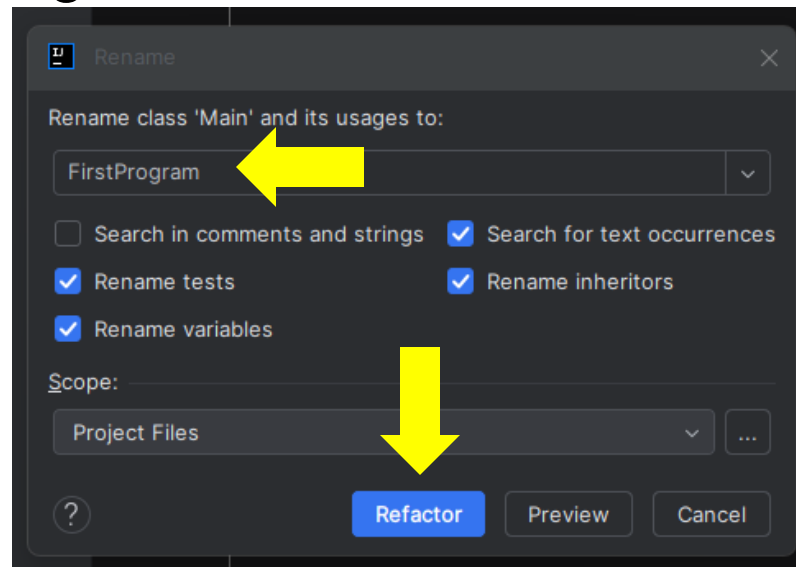 IJ
Rename
Rename class 'Main' and its usages to:
FirstProgram
Search in comments and strings
Search for text occurrences
Rename tests
Rename inheritors
Rename variables
Scope:
Project Files
...
?
Refactor
Preview
Cancel